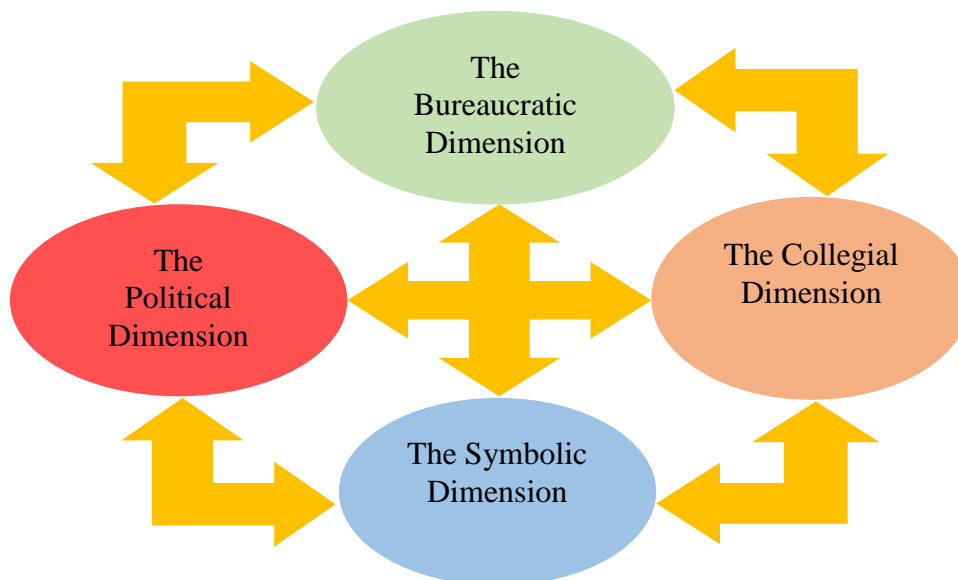 The
Bureaucratic
Dimension
The
Political
Dimension
The Collegial
Dimension
The Symbolic
Dimension